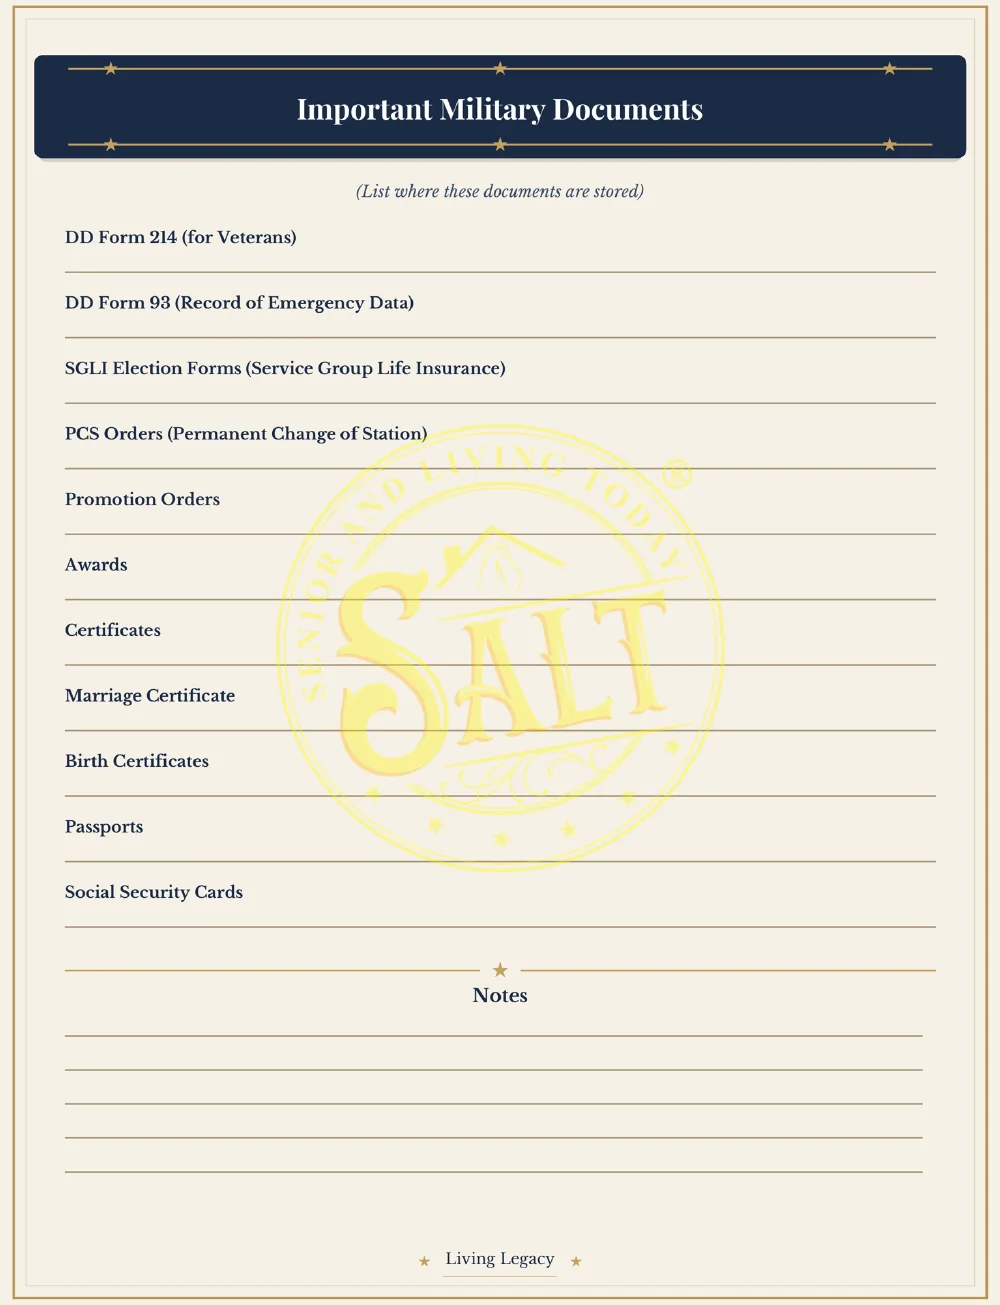 Important Military Documents
(List where these documents are stored)
DD Form 214 (for Veterans)
DD Form 93 (Record of Emergency Data)
SGLI Election Forms (Service Group Life Insurance)
PCS Orders (Permanent Change of Station)
Promotion Orders
Awards
Certificates
Marriage Certificate
Birth Certificates
Passports
Social Security Cards
SENIOR AND LIVING TODAY
®
SALT
Notes
Living Legacy